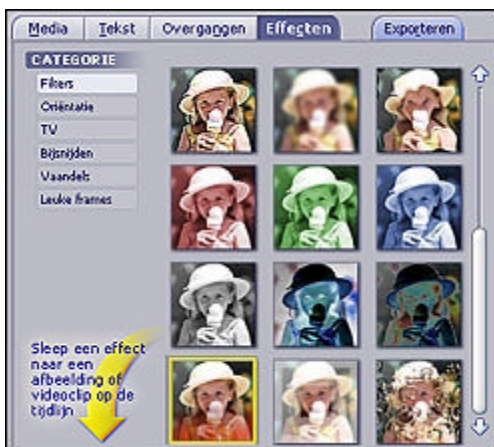 Media Tekst Overgangen Effecten Exporteren
CATEGORIE
Filters
Oriëntatie
TV
Bijsnijden
Vaandels
Leuke frames
Sleep een effect
naar een
afbeelding of
videoclip op de
tijdlijn